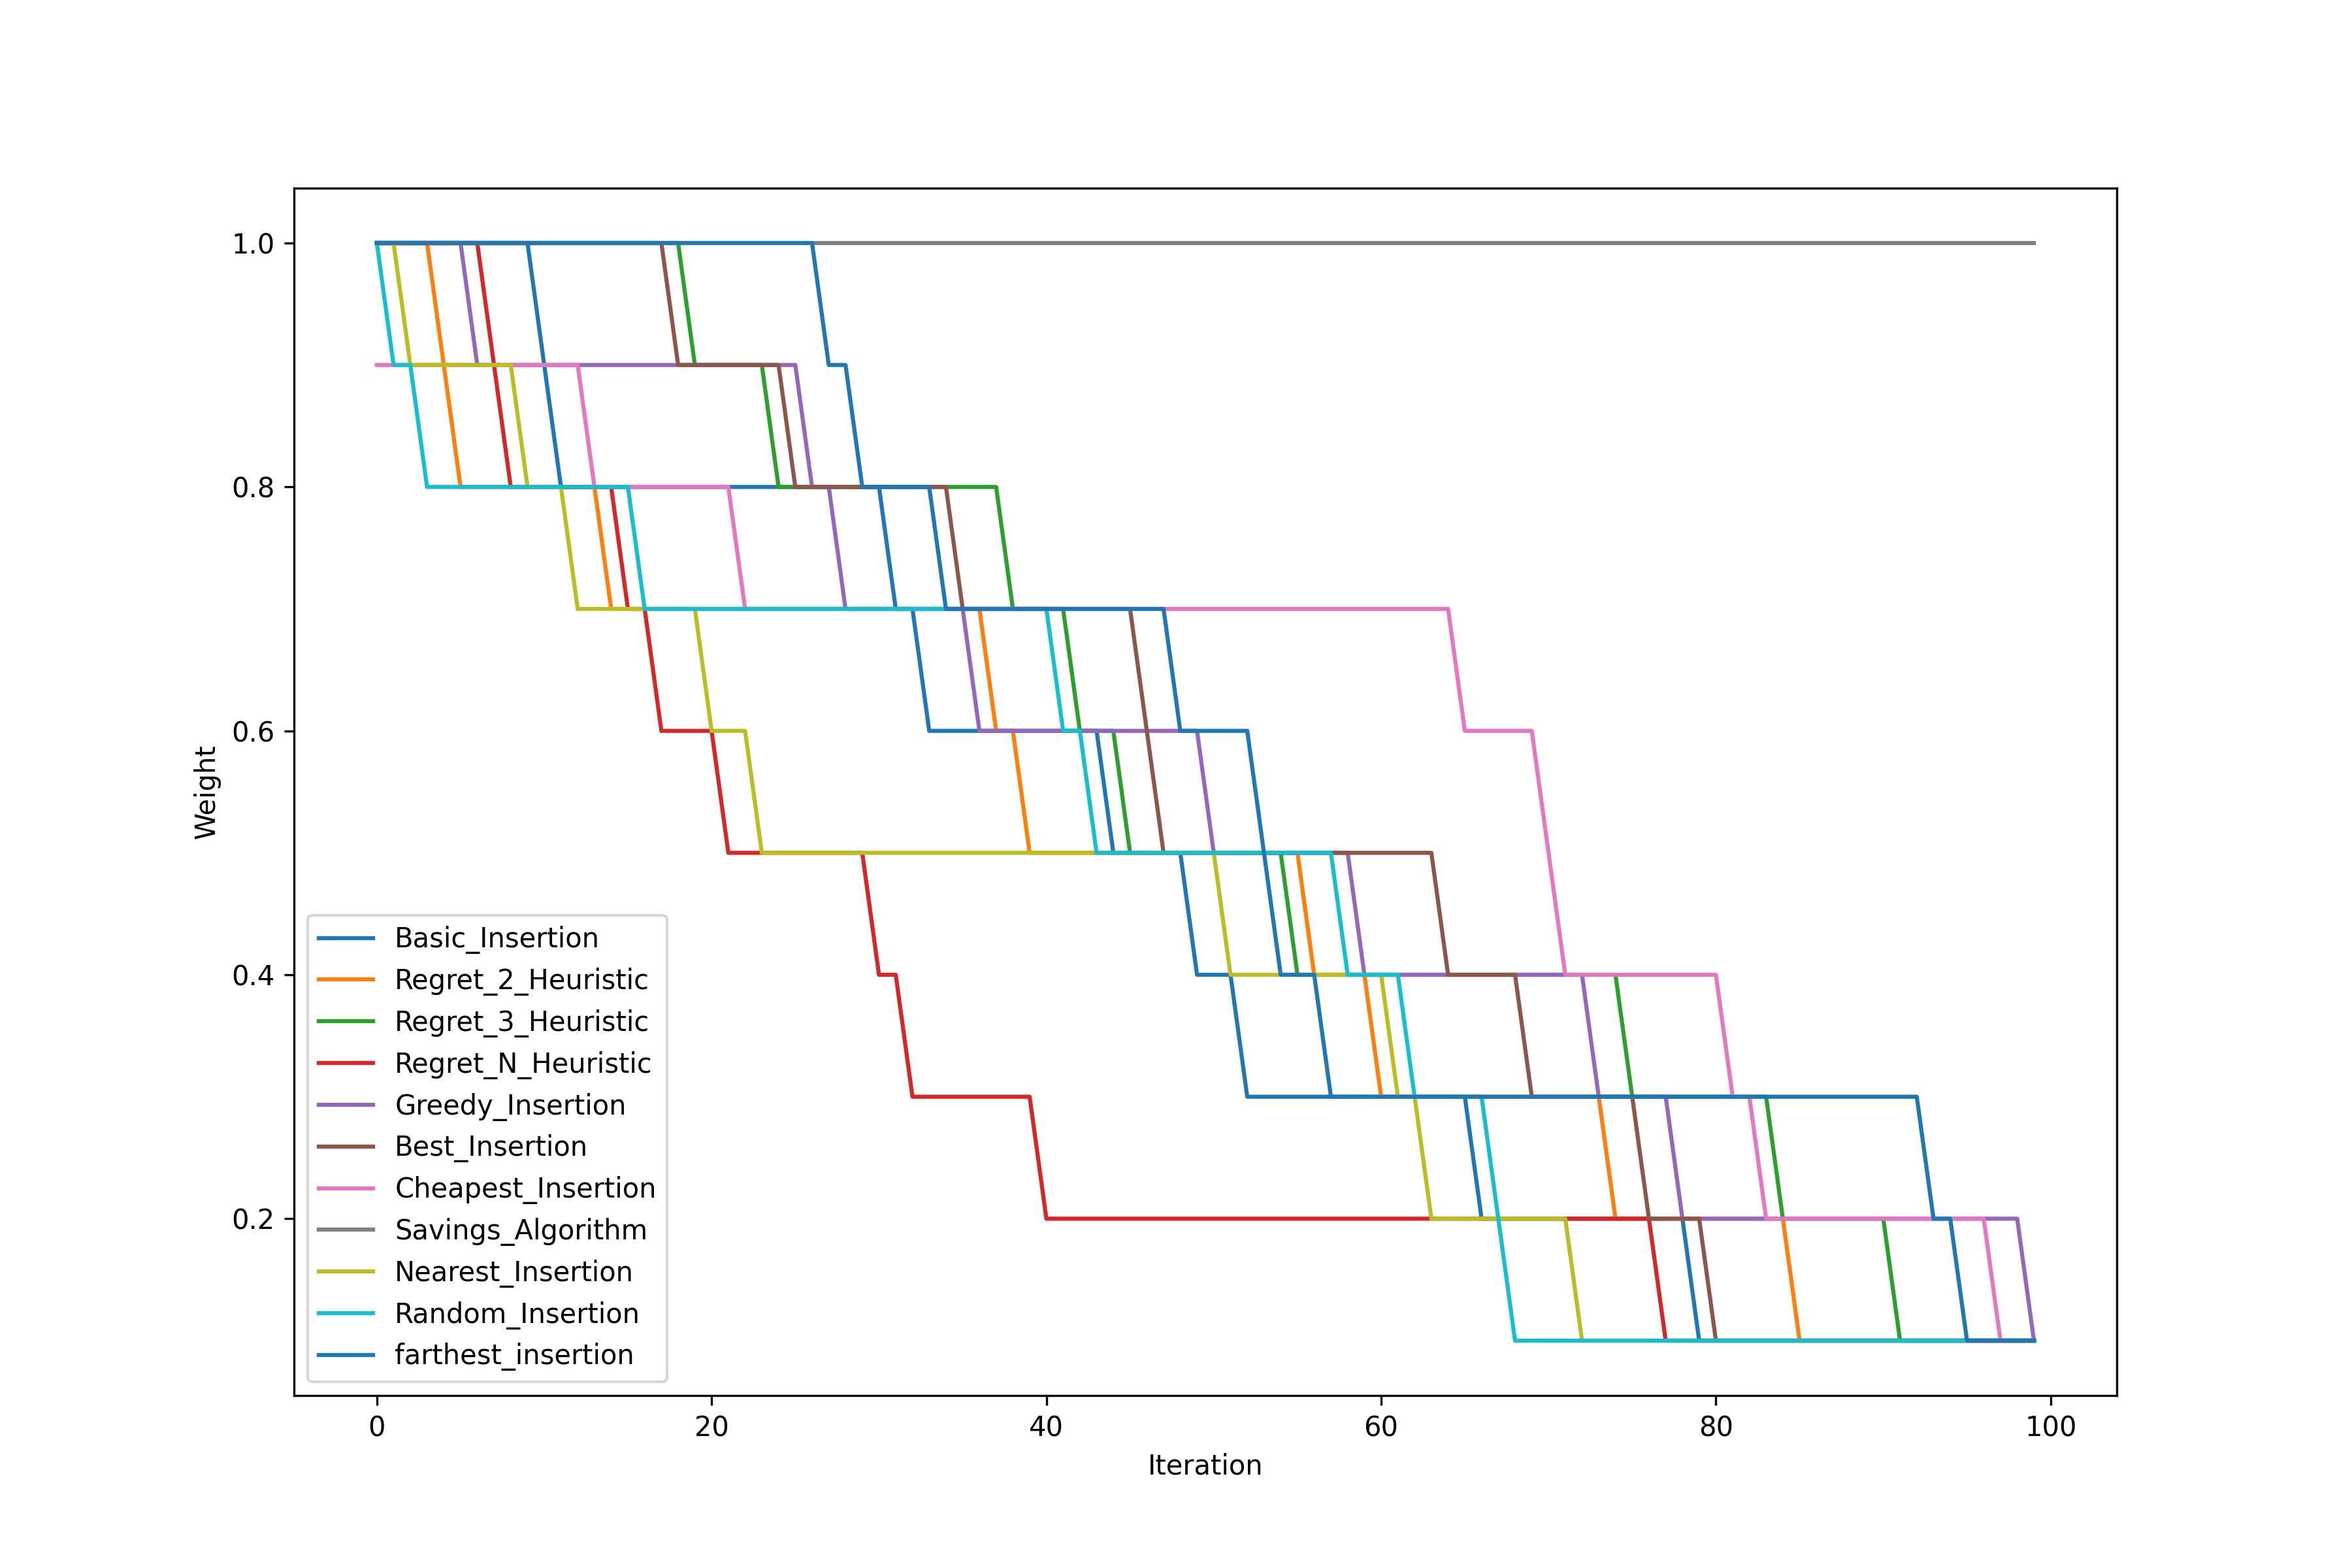 1.0
0.8
0.6
0.4
0.2
Weight
Basic_Insertion
Regret_2_Heuristic
Regret_3_Heuristic
Regret_N_Heuristic
Greedy_Insertion
Best_Insertion
Cheapest_Insertion
Savings_Algorithm
Nearest_Insertion
Random_Insertion
farthest_insertion
0 20 40 60 80 100
Iteration